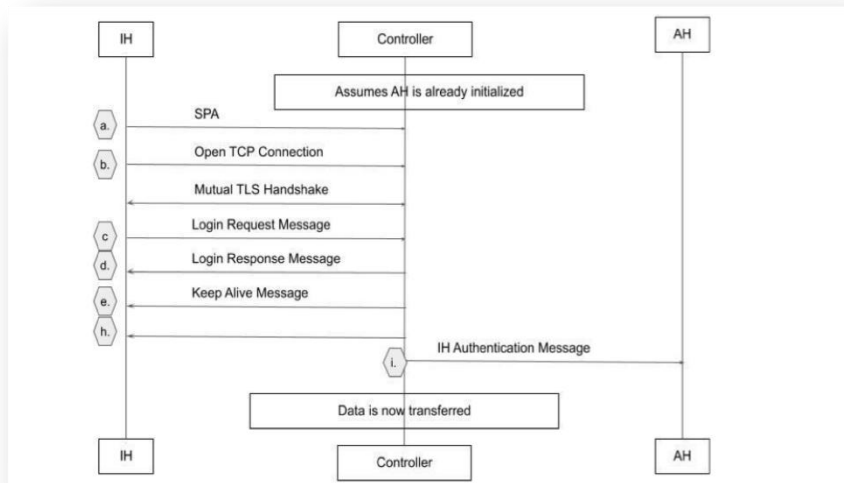 IH
Controller
AH
Assumes AH is already initialized
a.
SPA
b.
Open TCP Connection
Mutual TLS Handshake
c
Login Request Message
d.
Login Response Message
e.
Keep Alive Message
h.
i.
IH Authentication Message
Data is now transferred
IH
Controller
AH